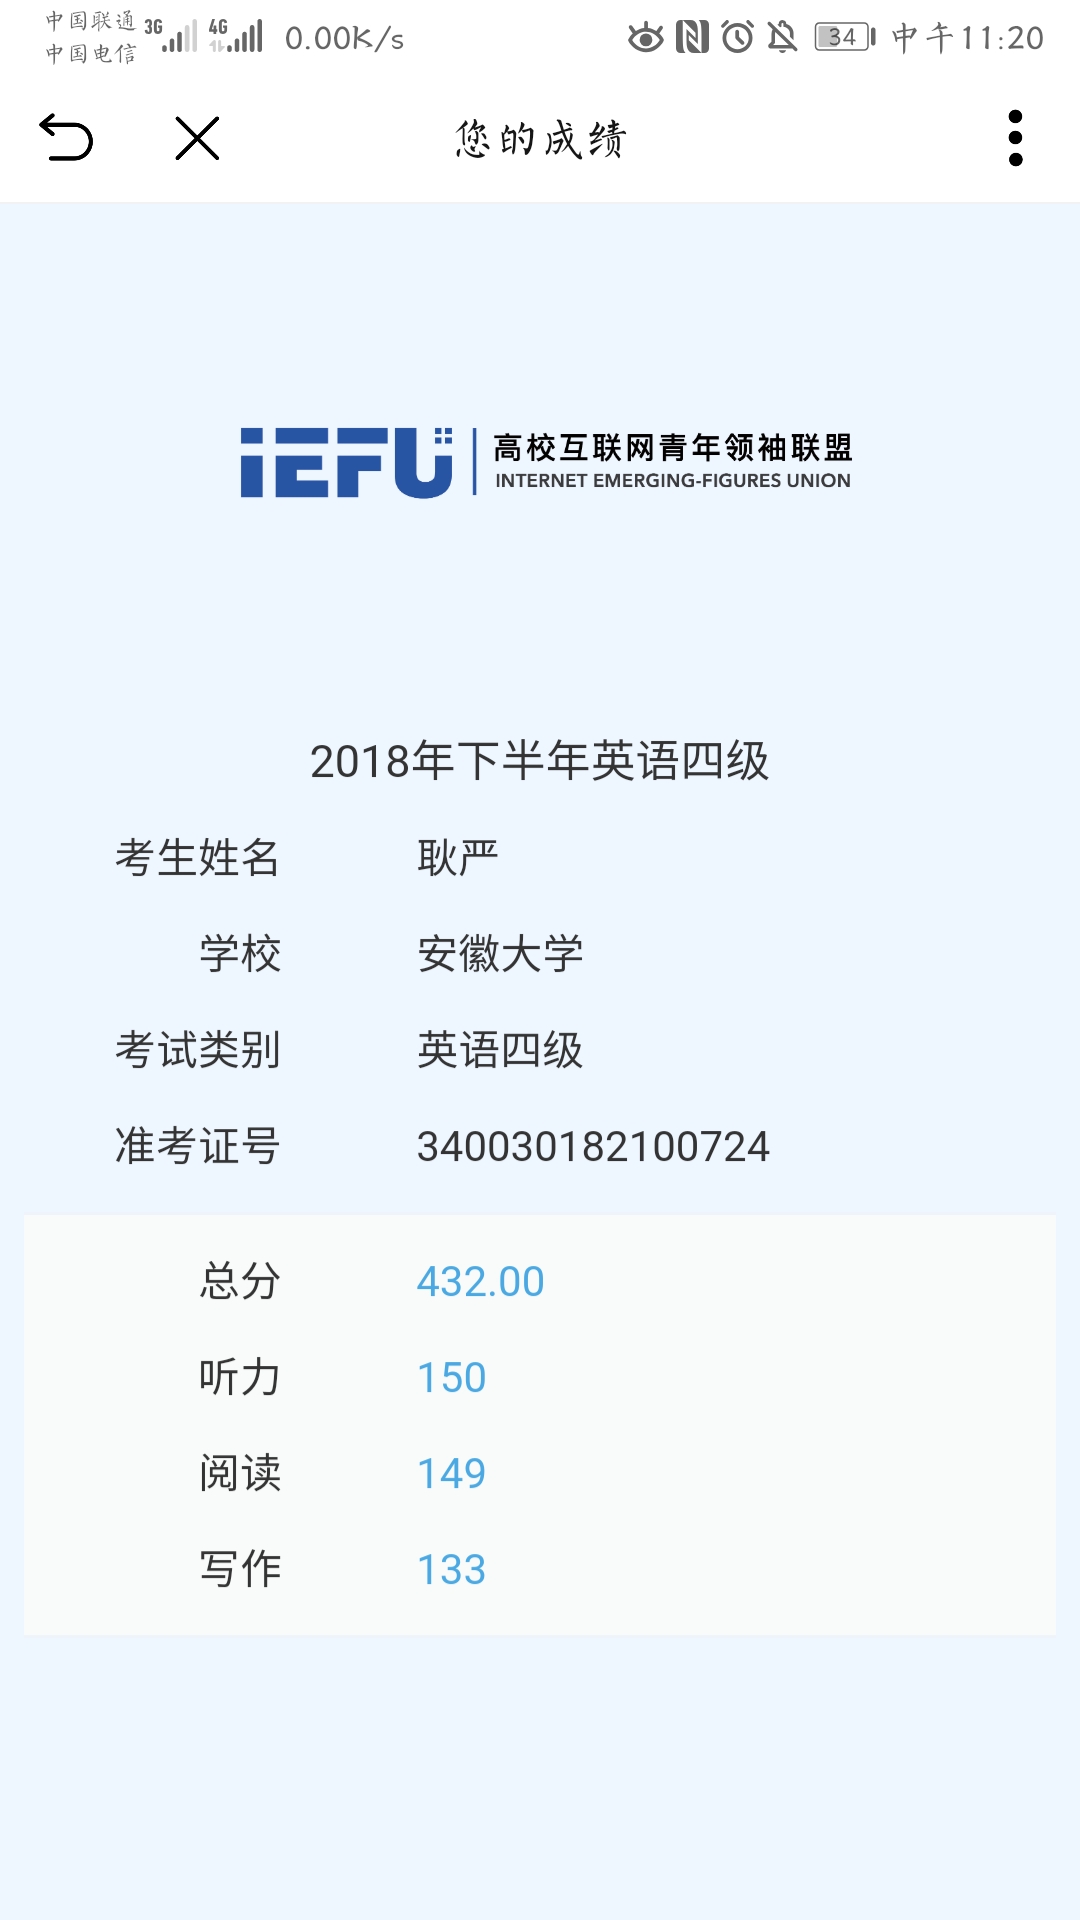 中国联通 3G 4G 0.00K/s 34 中午11:20
中国电信
您的成绩
iEFU 高校互联网青年领袖联盟
INTERNET EMERGING-FIGURES UNION
2018年下半年英语四级
考生姓名 耿严
学校 安徽大学
考试类别 英语四级
准考证号 340030182100724
总分 432.00
听力 150
阅读 149
写作 133